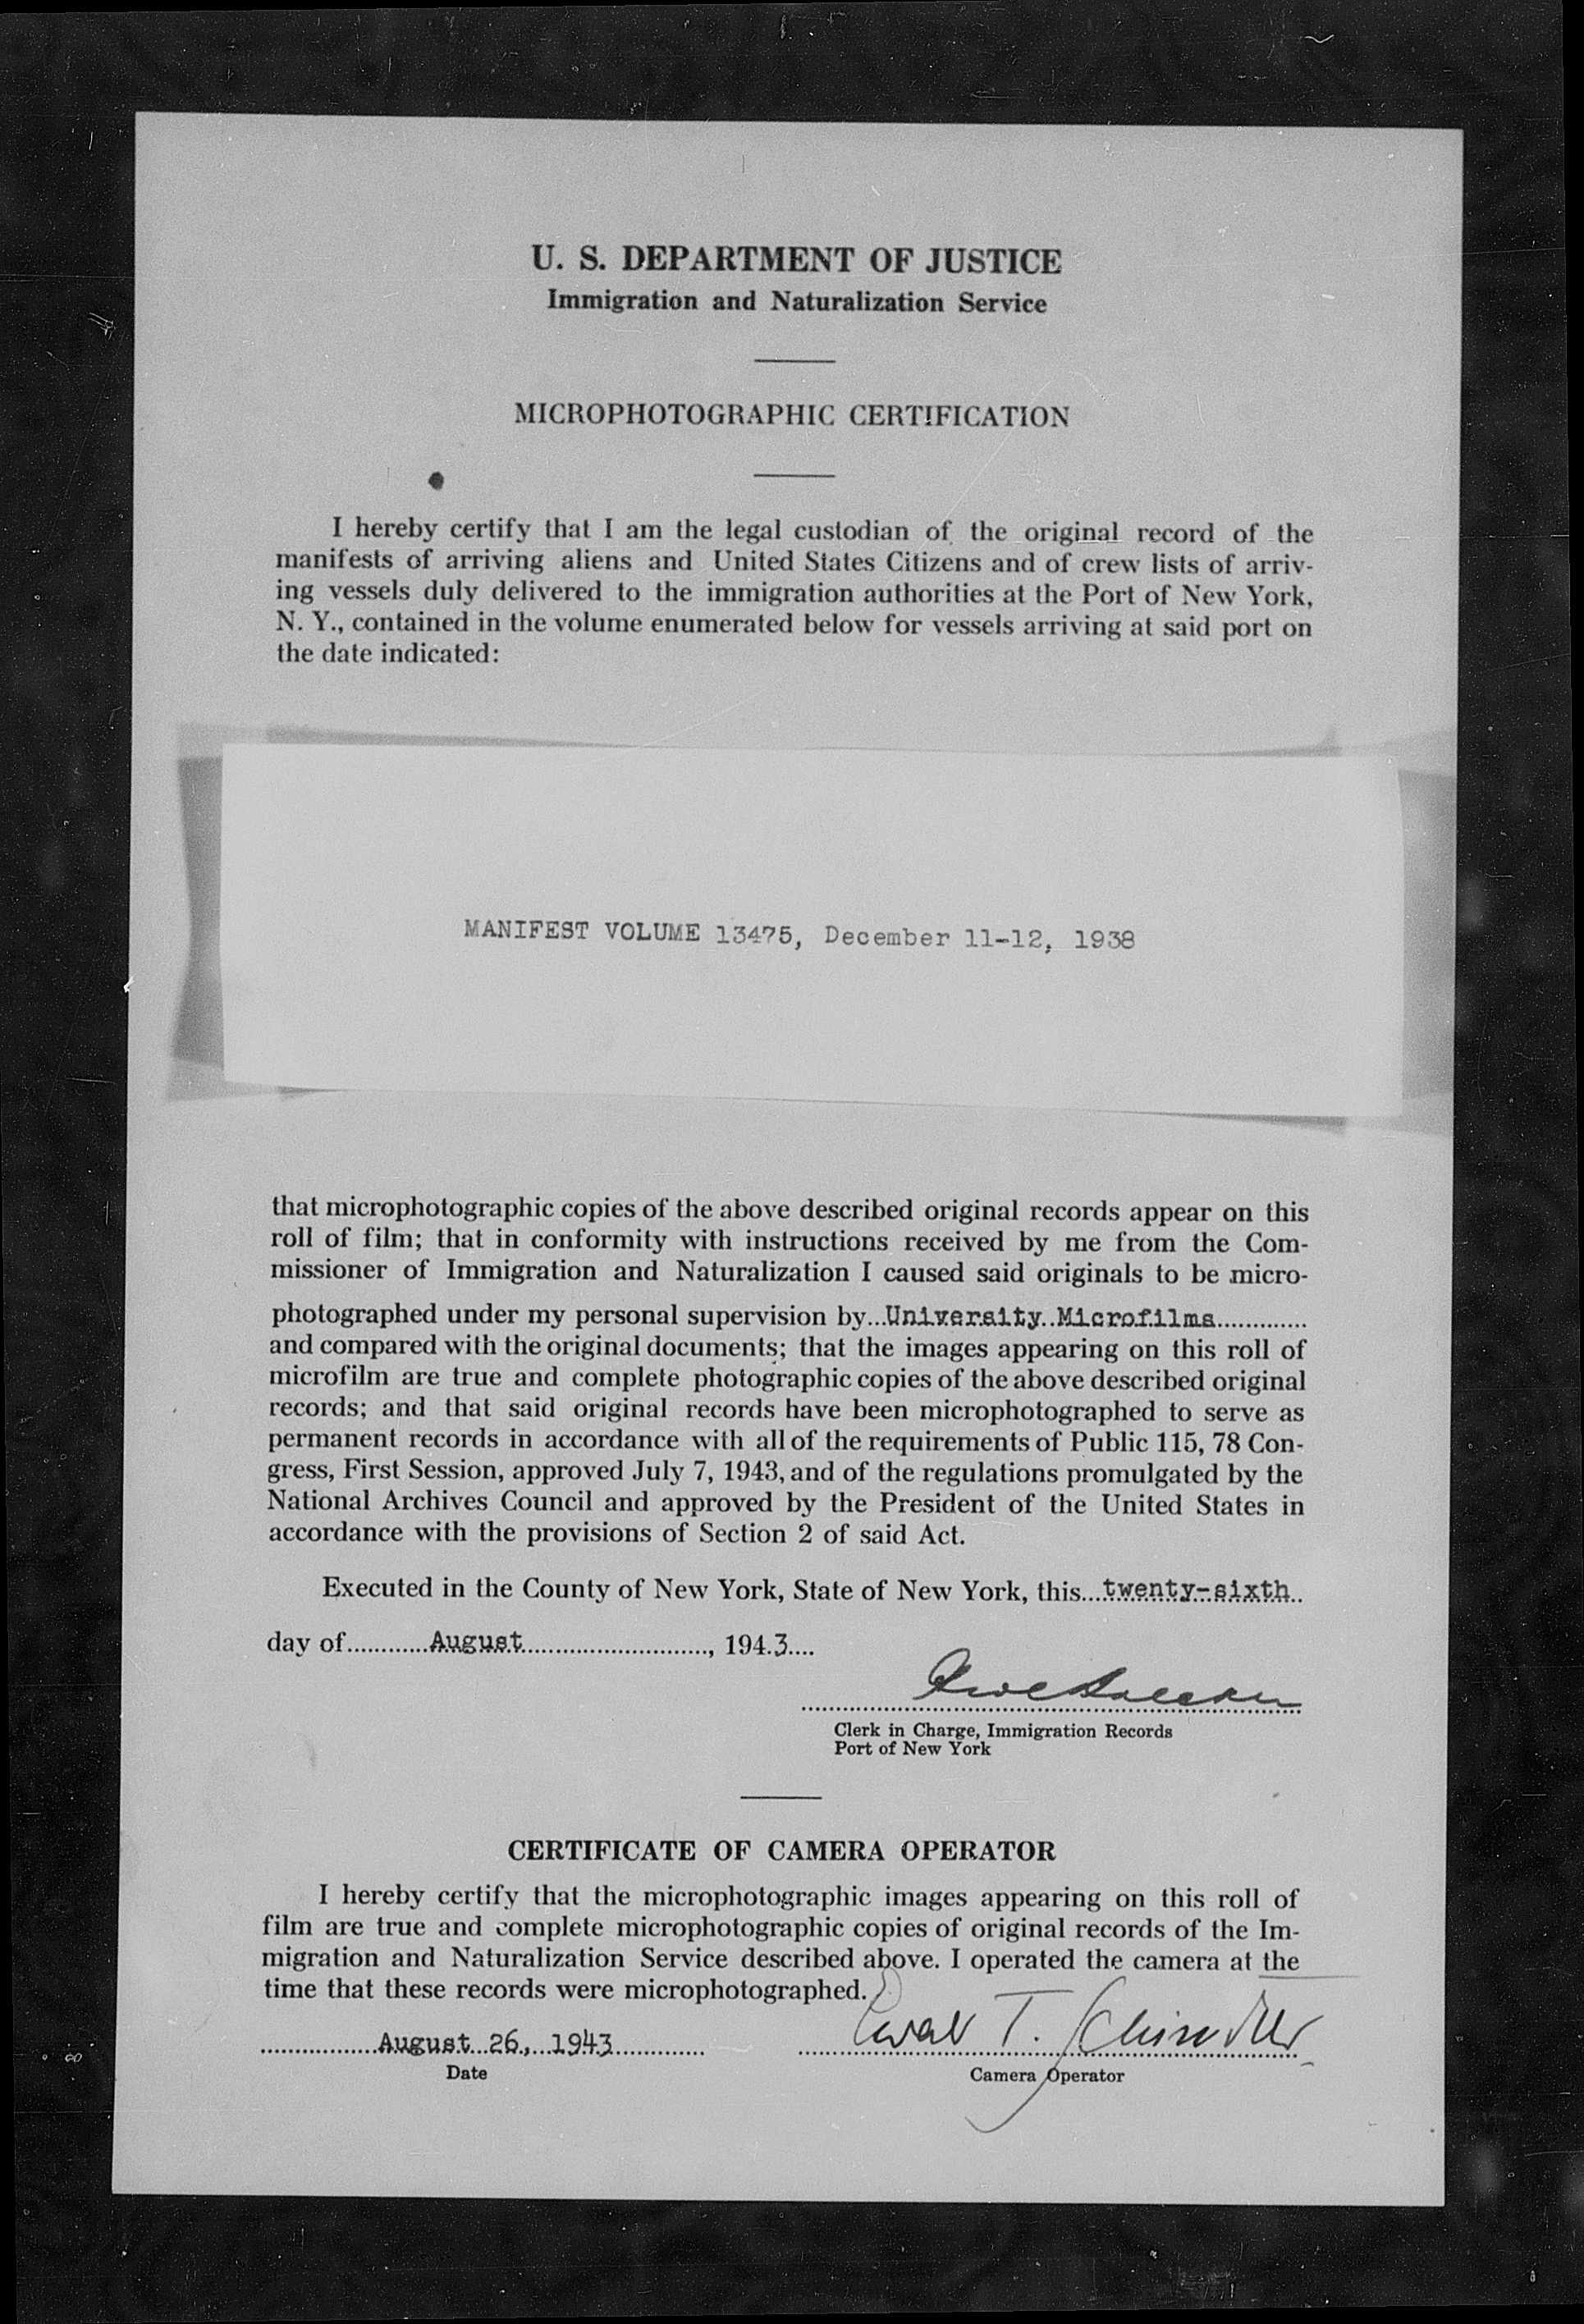 U. S. DEPARTMENT OF JUSTICE
Immigration and Naturalization Service
MICROPHOTOGRAPHIC CERTIFICATION
I hereby certify that I am the legal custodian of the original record of the
manifests of arriving aliens and United States Citizens and of crew lists of arriv-
ing vessels duly delivered to the immigration authorities at the Port of New York,
N. Y., contained in the volume enumerated below for vessels arriving at said port on
the date indicated:
MANIFEST VOLUME 13475, December 11-12, 1938
that microphotographic copies of the above described original records appear on this
roll of film; that in conformity with instructions received by me from the Com-
missioner of Immigration and Naturalization I caused said originals to be micro-
photographed under my personal supervision by...University Microfilms.............
and compared with the original documents; that the images appearing on this roll of
microfilm are true and complete photographic copies of the above described original
records; and that said original records have been microphotographed to serve as
permanent records in accordance with all of the requirements of Public 115, 78 Con-
gress, First Session, approved July 7, 1943, and of the regulations promulgated by the
National Archives Council and approved by the President of the United States in
accordance with the provisions of Section 2 of said Act.
Executed in the County of New York, State of New York, this....twenty-sixth..
day of............August............................, 194.3....
Clerk in Charge, Immigration Records
Port of New York
CERTIFICATE OF CAMERA OPERATOR
I hereby certify that the microphotographic images appearing on this roll of
film are true and complete microphotographic copies of original records of the Im-
migration and Naturalization Service described above. I operated the camera at the
time that these records were microphotographed.
August 26, 1943
T. Schindler
Date
Camera Operator